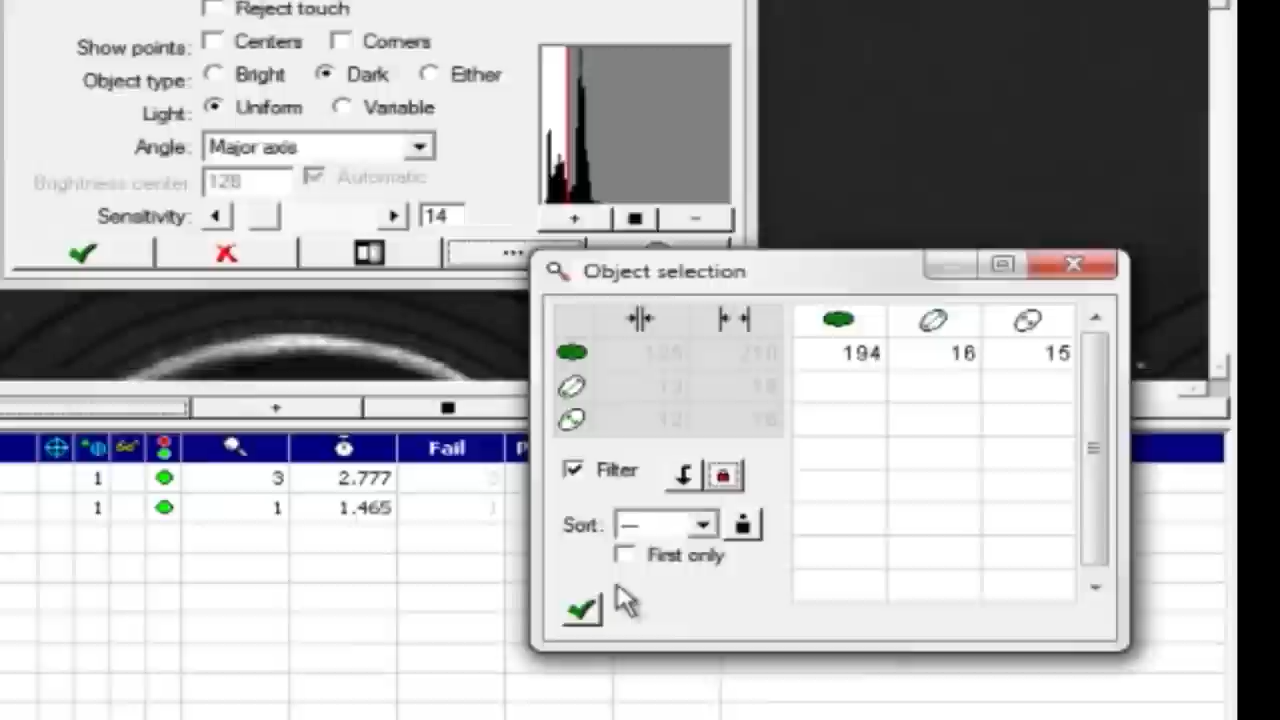 Reject touch
Show points: Centers Corners
Object type: Bright Dark Either
Light: Uniform Variable
Angle: Major axis
Brightness center 128 Automatic
Sensitivity: 14
Object selection
194 16 15
Filter
Sort: —
First only
Fail P
1 3 2.777
1 1 1.465